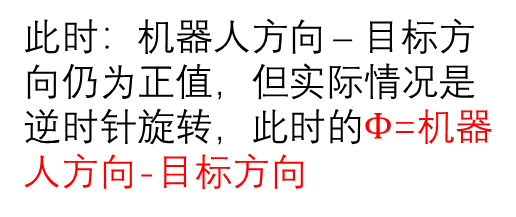 此时：机器人方向 – 目标方
向仍为正值，但实际情况是
逆时针旋转，此时的Φ=机器
人方向-目标方向